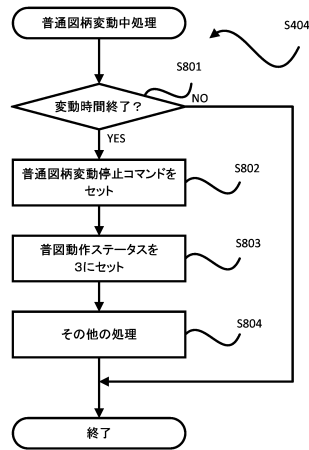 普通図柄変動中処理
S404
S801
変動時間終了？
NO
YES
普通図柄変動停止コマンドを
セット
S802
普図動作ステータスを
3にセット
S803
その他の処理
S804
終了